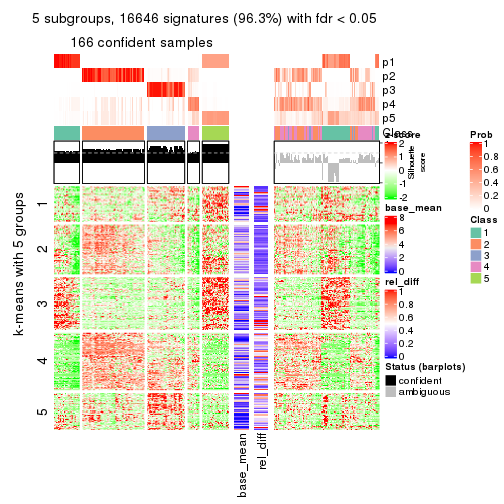 5 subgroups, 16646 signatures (96.3%) with fdr < 0.05
166 confident samples
p1
p2
p3
p4
p5
Class
k-means with 5 groups
1
2
3
4
5
base_mean
rel_diff
Silhouette
score
z-score
2
1
0
-1
-2
base_mean
8
6
4
2
0
rel_diff
1
0.8
0.6
0.4
0.2
0
Status (barplots)
confident
ambiguous
Prob
1
0.8
0.6
0.4
0.2
0
Class
1
2
3
4
5